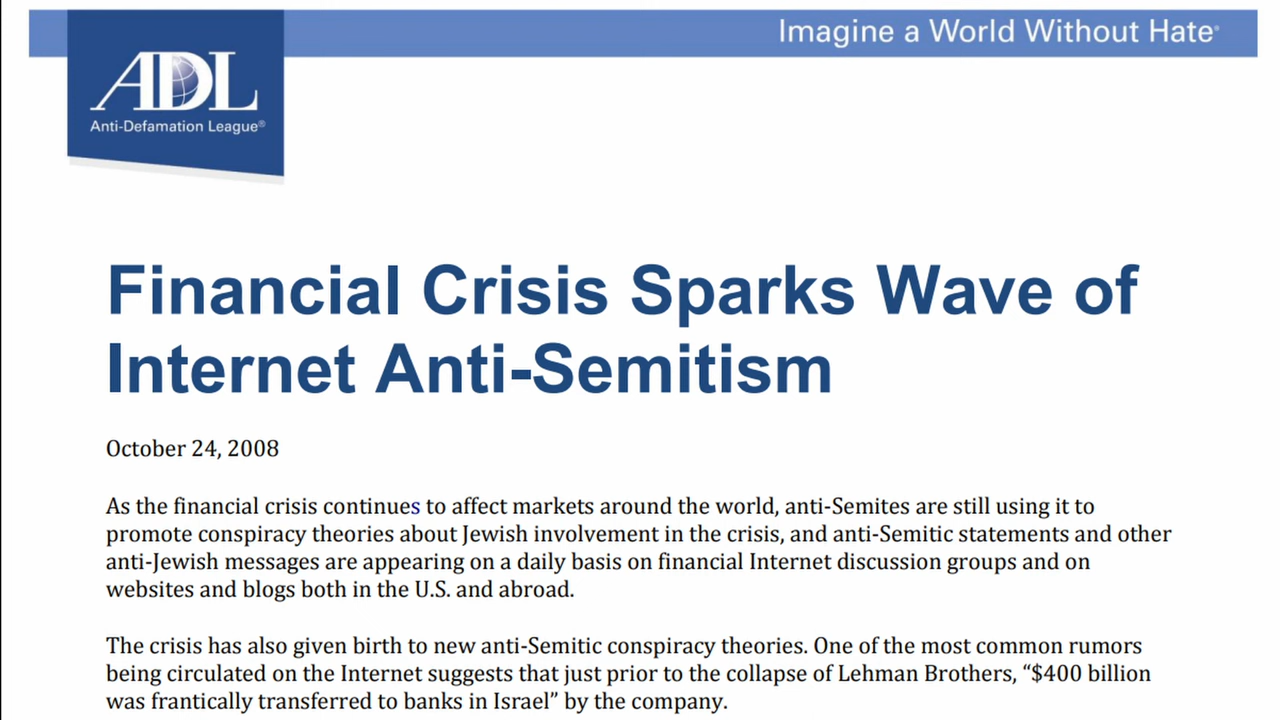 Imagine a World Without Hate®
ADL
Anti-Defamation League®
Financial Crisis Sparks Wave of
Internet Anti-Semitism
October 24, 2008
As the financial crisis continues to affect markets around the world, anti-Semites are still using it to
promote conspiracy theories about Jewish involvement in the crisis, and anti-Semitic statements and other
anti-Jewish messages are appearing on a daily basis on financial Internet discussion groups and on
websites and blogs both in the U.S. and abroad.
The crisis has also given birth to new anti-Semitic conspiracy theories. One of the most common rumors
being circulated on the Internet suggests that just prior to the collapse of Lehman Brothers, “$400 billion
was frantically transferred to banks in Israel” by the company.